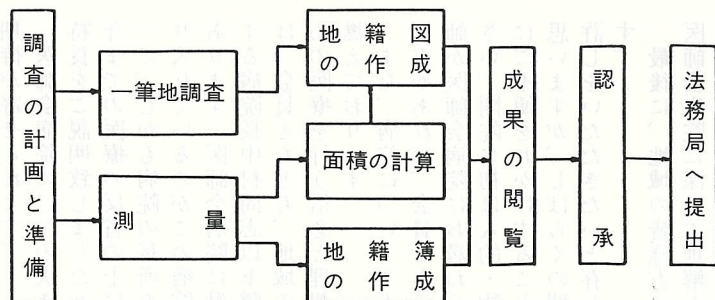 調査の計画と準備
一筆地調査
測量
地籍図
の作成
面積の計算
地籍簿
の作成
成果の閲覧
認承
法務局へ提出